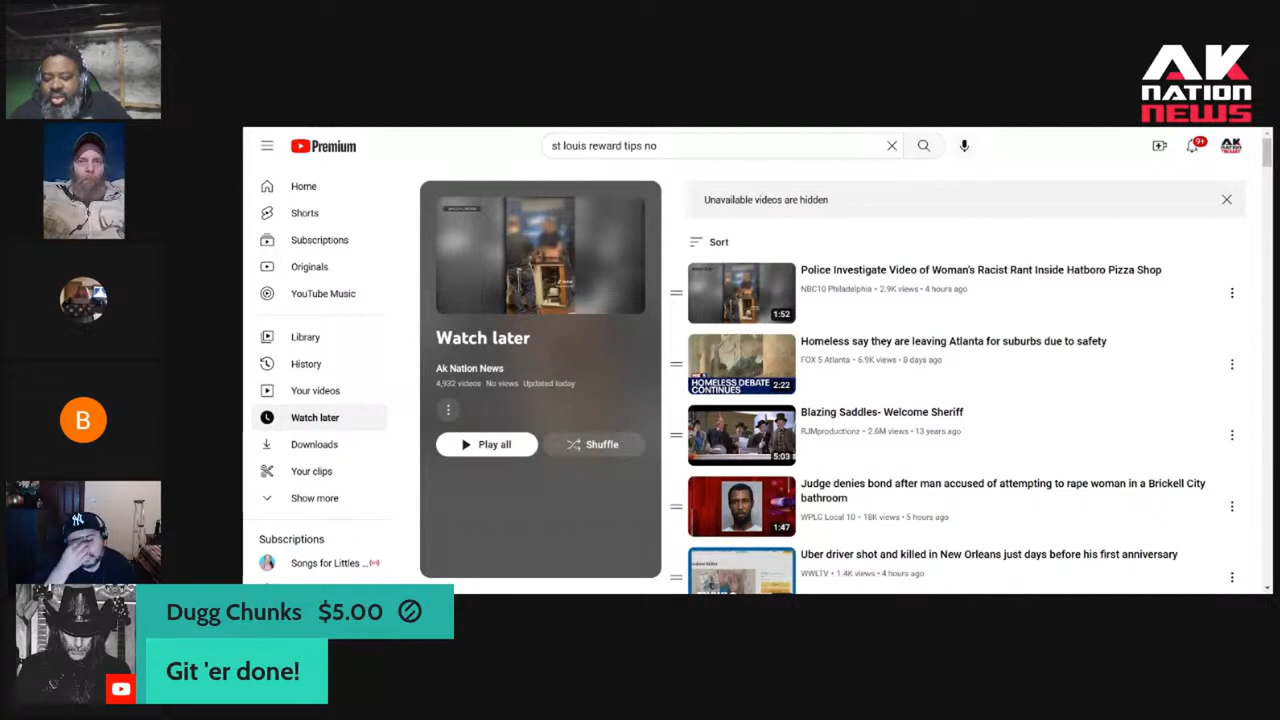 AK
NATION
NEWS
Premium
st louis reward tips no
9+
Home
Shorts
Subscriptions
Originals
YouTube Music
Library
History
Your videos
Watch later
Downloads
Your clips
Show more
Subscriptions
Songs for Littles ...
Watch later
Ak Nation News
4,932 videos No views Updated today
Play all
Shuffle
Unavailable videos are hidden
Sort
1:52
Police Investigate Video of Woman's Racist Rant Inside Hatboro Pizza Shop
NBC10 Philadelphia • 2.9K views • 4 hours ago
HOMELESS DEBATE
CONTINUES
2:22
Homeless say they are leaving Atlanta for suburbs due to safety
FOX 5 Atlanta • 6.9K views • 8 days ago
5:03
Blazing Saddles- Welcome Sheriff
RJMproductionz • 2.6M views • 13 years ago
1:47
Judge denies bond after man accused of attempting to rape woman in a Brickell City
bathroom
WPLG Local 10 • 18K views • 5 hours ago
Uber driver shot and killed in New Orleans just days before his first anniversary
WWLTV • 1.4K views • 4 hours ago
B
Dugg Chunks $5.00
Git 'er done!